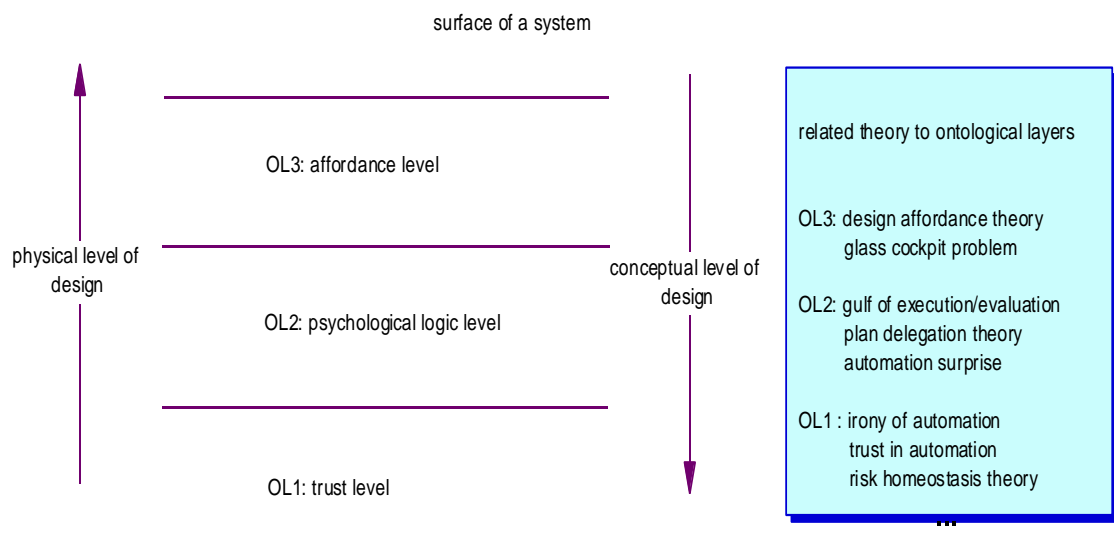 surface of a system
OL3: affordance level
physical level of
design
conceptual level of
design
OL2: psychological logic level
OL1: trust level
related theory to ontological layers
OL3: design affordance theory
glass cockpit problem
OL2: gulf of execution/evaluation
plan delegation theory
automation surprise
OL1 : irony of automation
trust in automation
risk homeostasis theory
...